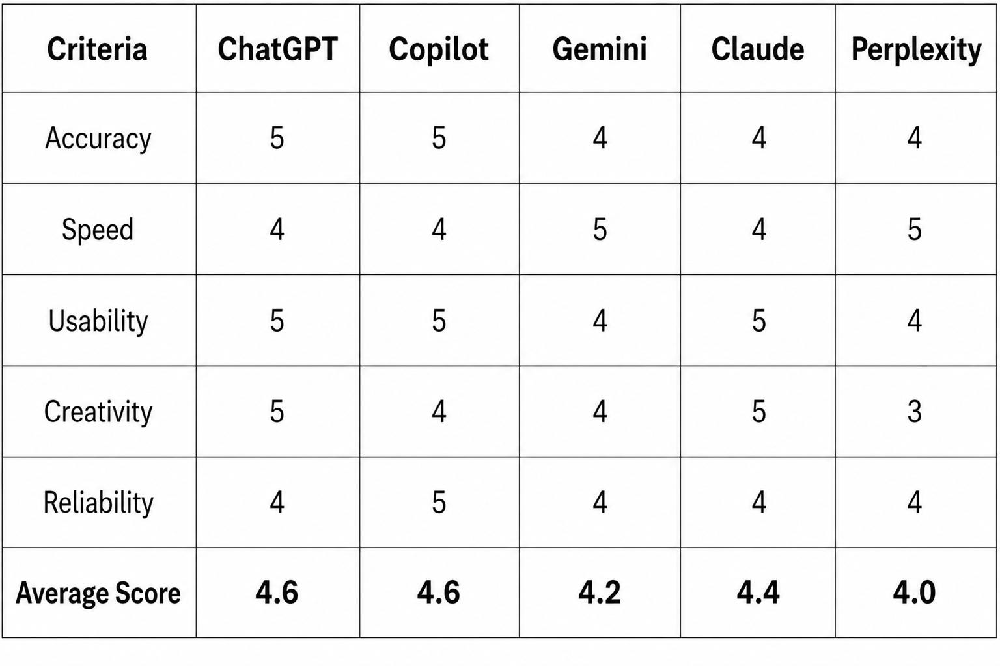 Criteria ChatGPT Copilot Gemini Claude Perplexity
Accuracy 5 5 4 4 4
Speed 4 4 5 4 5
Usability 5 5 4 5 4
Creativity 5 4 4 5 3
Reliability 4 5 4 4 4
Average Score 4.6 4.6 4.2 4.4 4.0